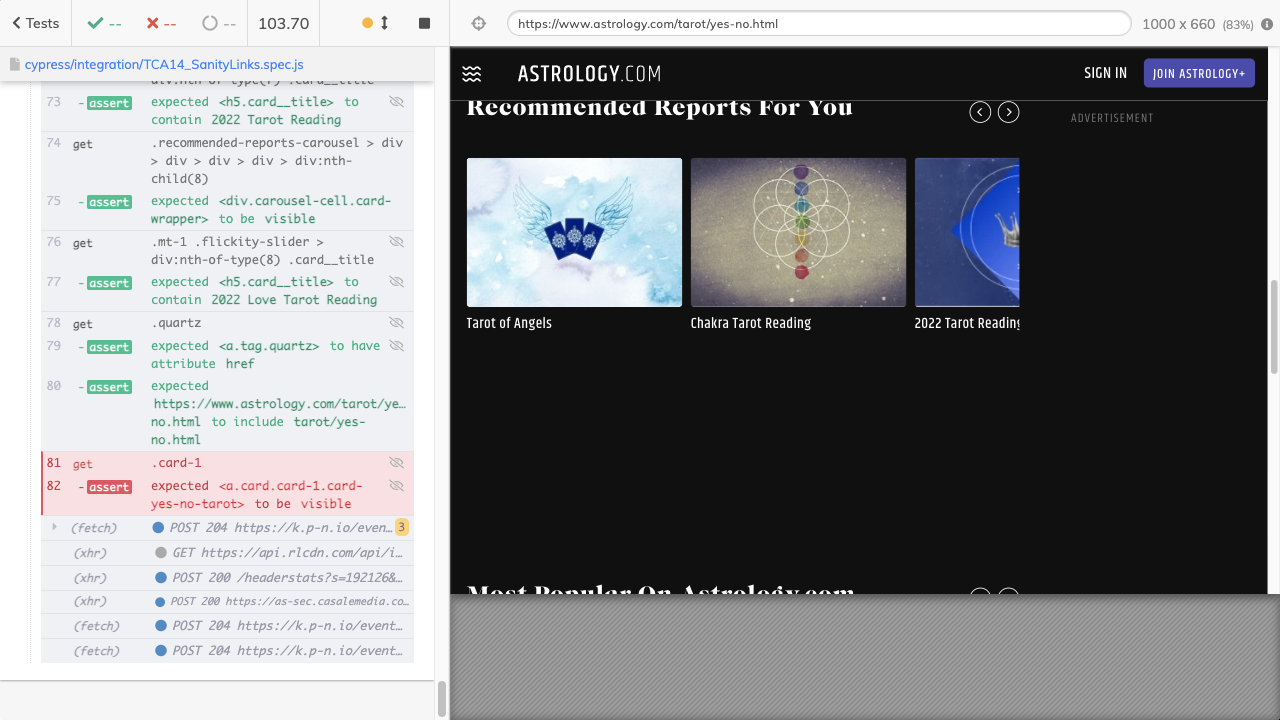 Tests
--
--
--
103.70
https://www.astrology.com/tarot/yes-no.html
1000 x 660 (83%)
cypress/integration/TCA14_SanityLinks.spec.js
div:nth-of-type(7) .card__title
73 -assert expected <h5.card__title> to
contain 2022 Tarot Reading
74 get .recommended-reports-carousel > div
> div > div > div > div:nth-
child(8)
75 -assert expected <div.carousel-cell.card-
wrapper> to be visible
76 get .mt-1 .flickity-slider >
div:nth-of-type(8) .card__title
77 -assert expected <h5.card__title> to
contain 2022 Love Tarot Reading
78 get .quartz
79 -assert expected <a.tag.quartz> to have
attribute href
80 -assert expected
https://www.astrology.com/tarot/ye…
no.html to include tarot/yes-
no.html
81 get .card-1
82 -assert expected <a.card.card-1.card-
yes-no-tarot> to be visible
(fetch) POST 204 https://k.p-n.io/even… 3
(xhr) GET https://api.rlcdn.com/api/i…
(xhr) POST 200 /headerstats?s=192126&…
(xhr) POST 200 https://as-sec.casalemedia.co…
(fetch) POST 204 https://k.p-n.io/event…
(fetch) POST 204 https://k.p-n.io/event…
ASTROLOGY.COM
SIGN IN
JOIN ASTROLOGY+
Recommended Reports For You
ADVERTISEMENT
Tarot of Angels
Chakra Tarot Reading
2022 Tarot Reading
Most Popular On Astrology.com